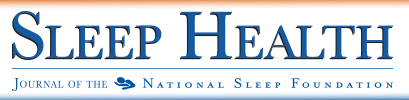 SLEEP HEALTH
JOURNAL OF THE NATIONAL SLEEP FOUNDATION